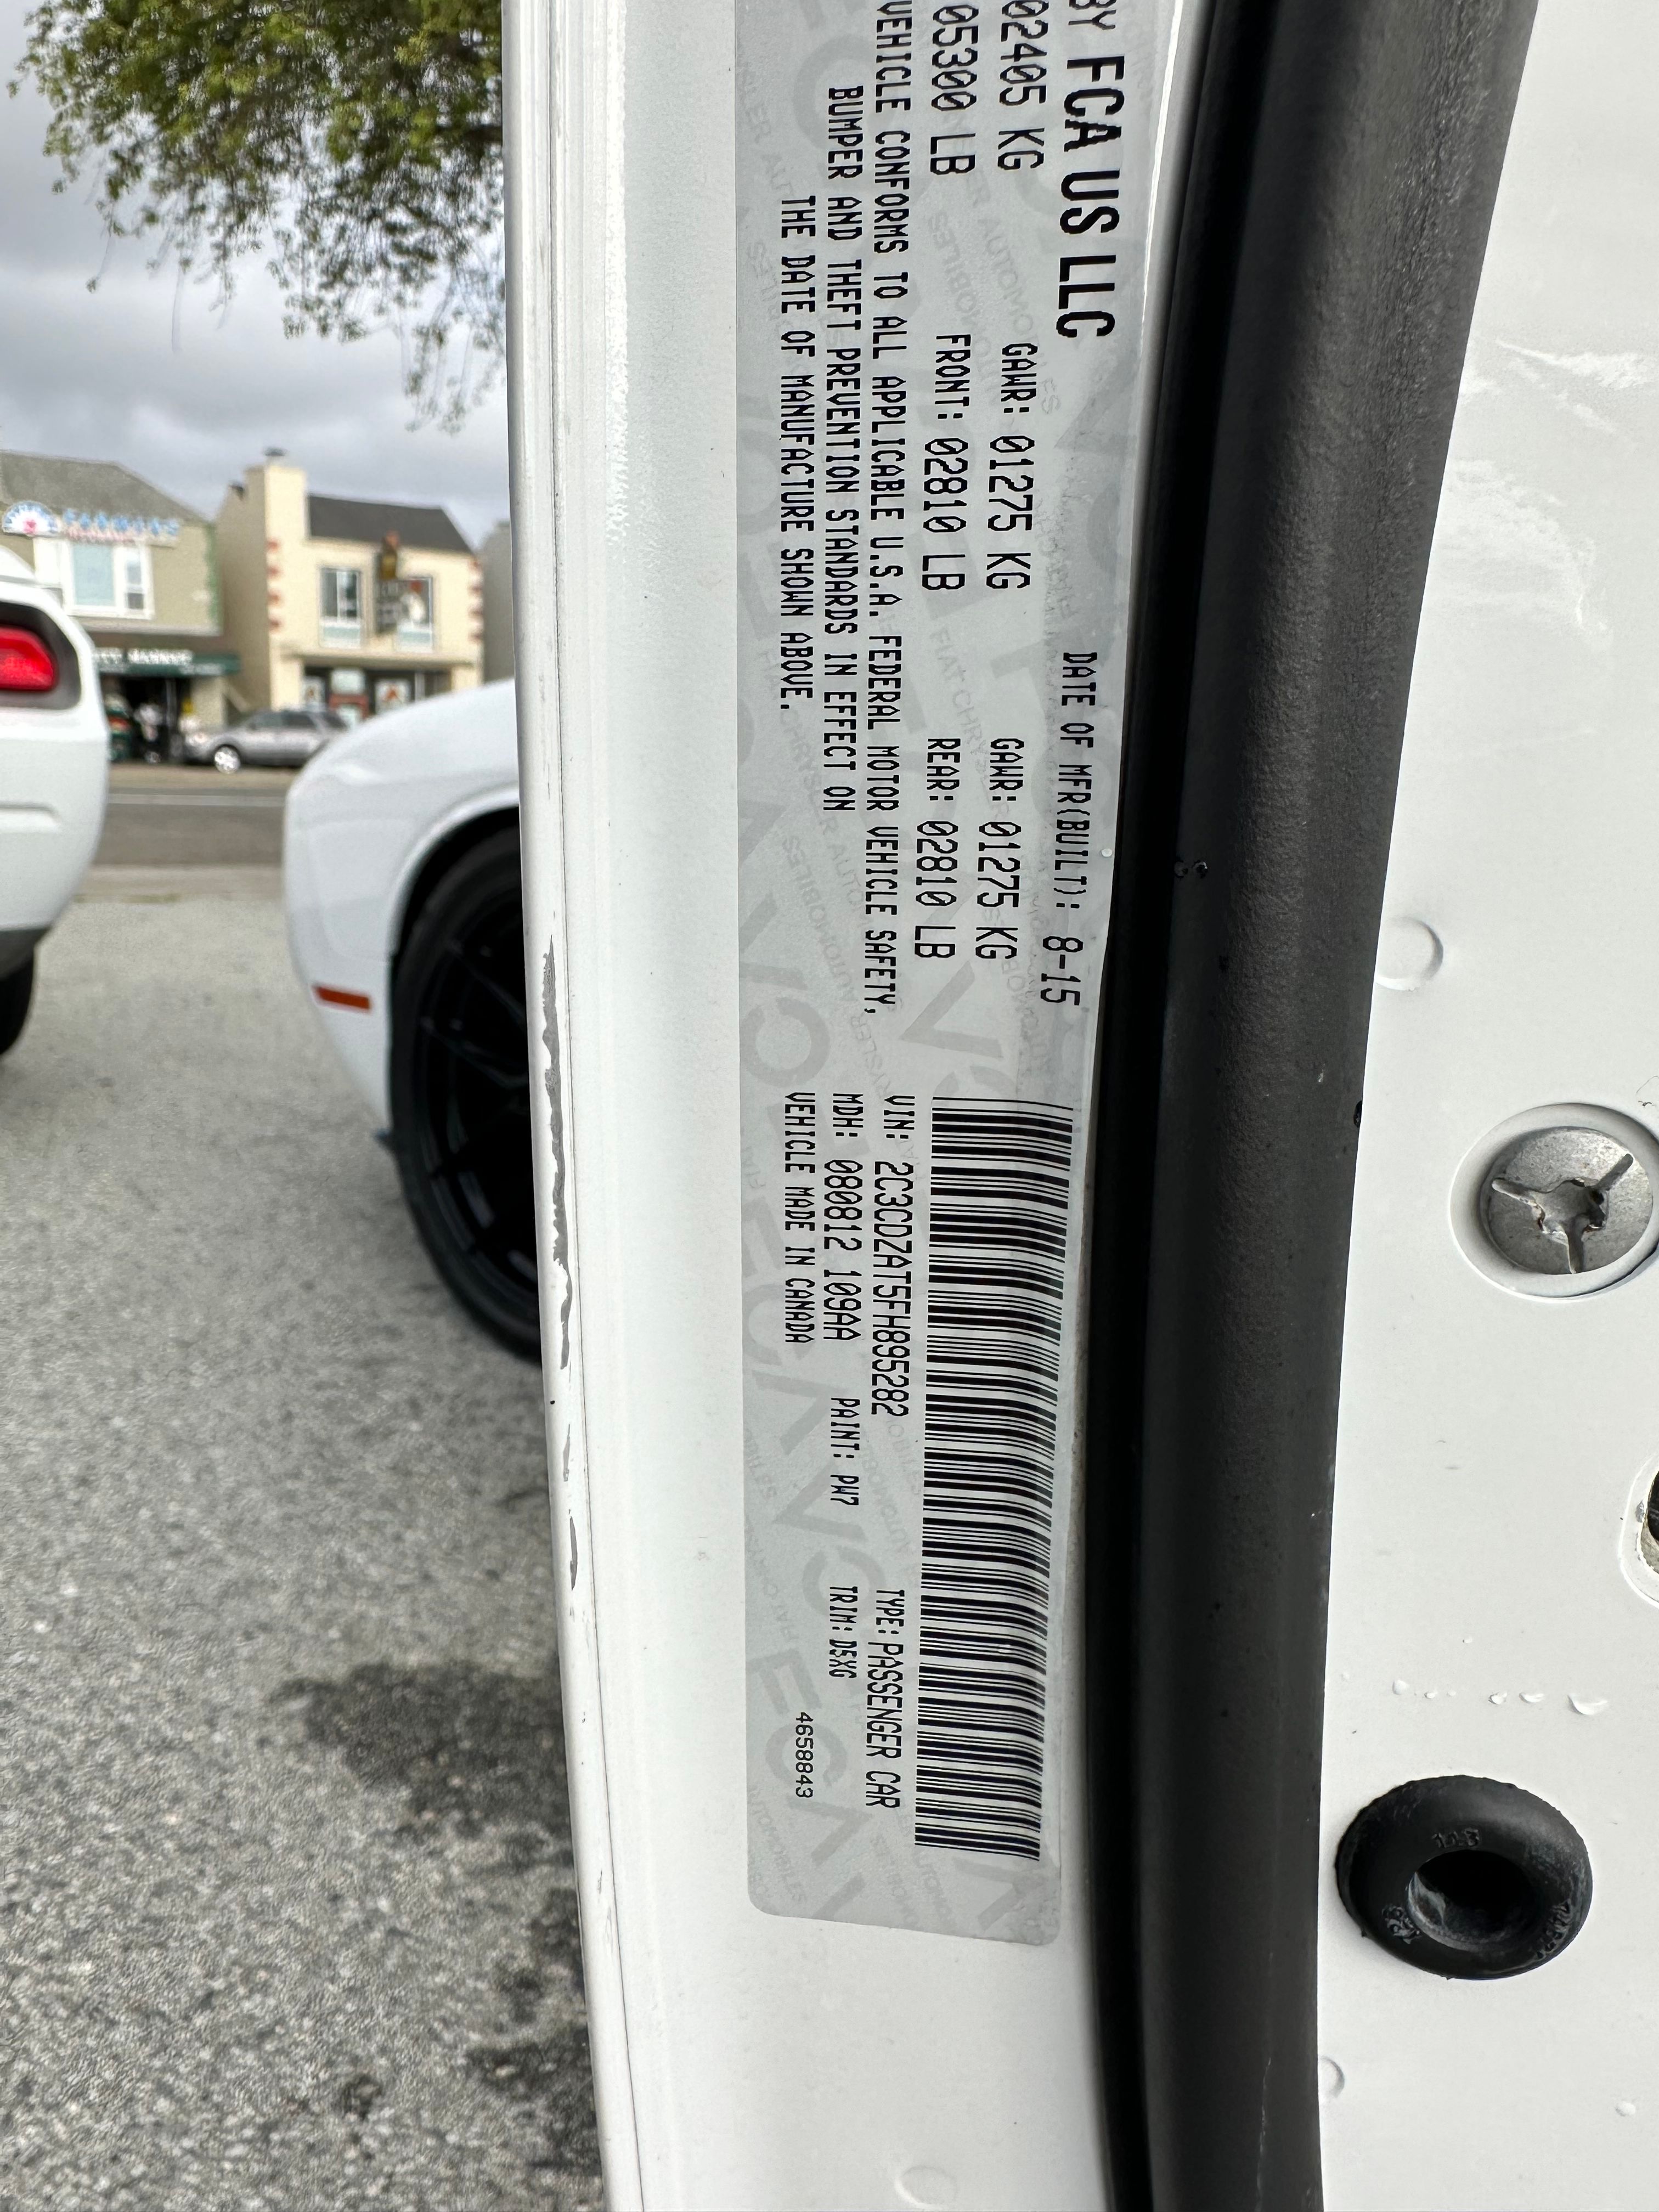 BY FCA US LLC
DATE OF MFR(BUILT): 8-15
02405 KG
GAWR: 01275 KG
GAWR: 01275 KG
05300 LB
FRONT: 02810 LB
REAR: 02810 LB
VEHICLE CONFORMS TO ALL APPLICABLE U.S.A. FEDERAL MOTOR VEHICLE SAFETY,
BUMPER AND THEFT PREVENTION STANDARDS IN EFFECT ON
THE DATE OF MANUFACTURE SHOWN ABOVE.
VIN: 2C3CDZAT5FH895282
TYPE: PASSENGER CAR
MDH: 080812 109AA
PAINT: PW7
TRIM: D5XG
VEHICLE MADE IN CANADA
4658843